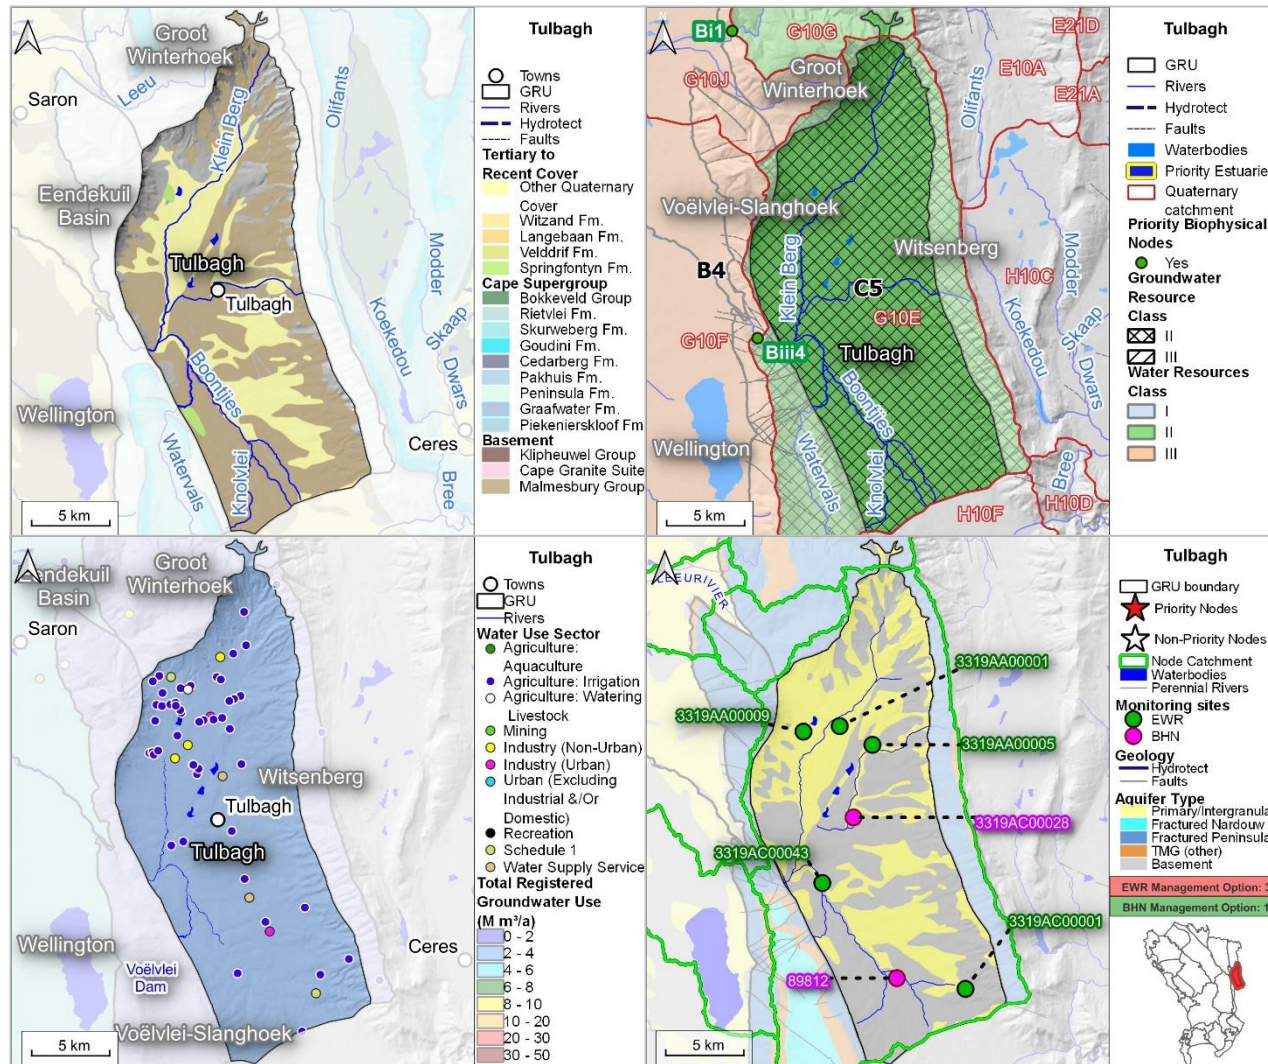 Groot
Winterhoek
Saron
Leeu
Olifants
Klein Berg
Eendekuil
Basin
Tulbagh
Tulbagh
Modder
Koekedou
Skaap
Dwars
Boontjies
Wellington
Watervals
Knolvlei
Ceres
Bree
5 km
Tulbagh
Towns
GRU
Rivers
Hydrotect
Faults
Tertiary to
Recent Cover
Other Quaternary
Cover
Witzand Fm.
Langebaan Fm.
Velddrif Fm.
Springfontyn Fm.
Cape Supergroup
Bokkeveld Group
Rietvlei Fm.
Skurweberg Fm.
Goudini Fm.
Cedarberg Fm.
Pakhuis Fm.
Peninsula Fm.
Graafwater Fm.
Piekenierskloof Fm
Basement
Klipheuwel Group
Cape Granite Suite
Malmesbury Group
Bi1
G10G
E21D
G10J
Groot
Winterhoek
E10A
E21A
Olifants
Voëlvlei-Slanghoek
Witsenberg
Klein Berg
B4
C5
H10C
Modder
G10E
G10F
Biii4
Tulbagh
Koekedou
Skaap
Dwars
Boontjies
Wellington
Watervals
Knolvlei
Bree
H10F
H10D
5 km
Tulbagh
GRU
Rivers
Hydrotect
Faults
Waterbodies
Priority Estuarie
Quaternary
catchment
Priority Biophysical
Nodes
Yes
Groundwater
Resource
Class
II
III
Water Resources
Class
I
II
III
Eendekuil
Basin
Groot
Winterhoek
Saron
Witsenberg
Tulbagh
Tulbagh
Wellington
Voëlvlei
Dam
Ceres
Voëlvlei-Slanghoek
5 km
Tulbagh
Towns
GRU
Rivers
Water Use Sector
Agriculture:
Aquaculture
Agriculture: Irrigation
Agriculture: Watering
Livestock
Mining
Industry (Non-Urban)
Industry (Urban)
Urban (Excluding
Industrial &/Or
Domestic)
Recreation
Schedule 1
Water Supply Service
Total Registered
Groundwater Use
(M m³/a)
0 - 2
2 - 4
4 - 6
6 - 8
8 - 10
10 - 20
20 - 30
30 - 50
LEEURIVIER
3319AA00001
3319AA00009
3319AA00005
3319AC00028
3319AC00043
3319AC00001
89812
5 km
Tulbagh
GRU boundary
Priority Nodes
Non-Priority Nodes
Node Catchment
Waterbodies
Perennial Rivers
Monitoring sites
EWR
BHN
Geology
Hydrotect
Faults
Aquifer Type
Primary/Intergranula
Fractured Nardouw
Fractured Peninsula
TMG (other)
Basement
EWR Management Option: 3
BHN Management Option: 1